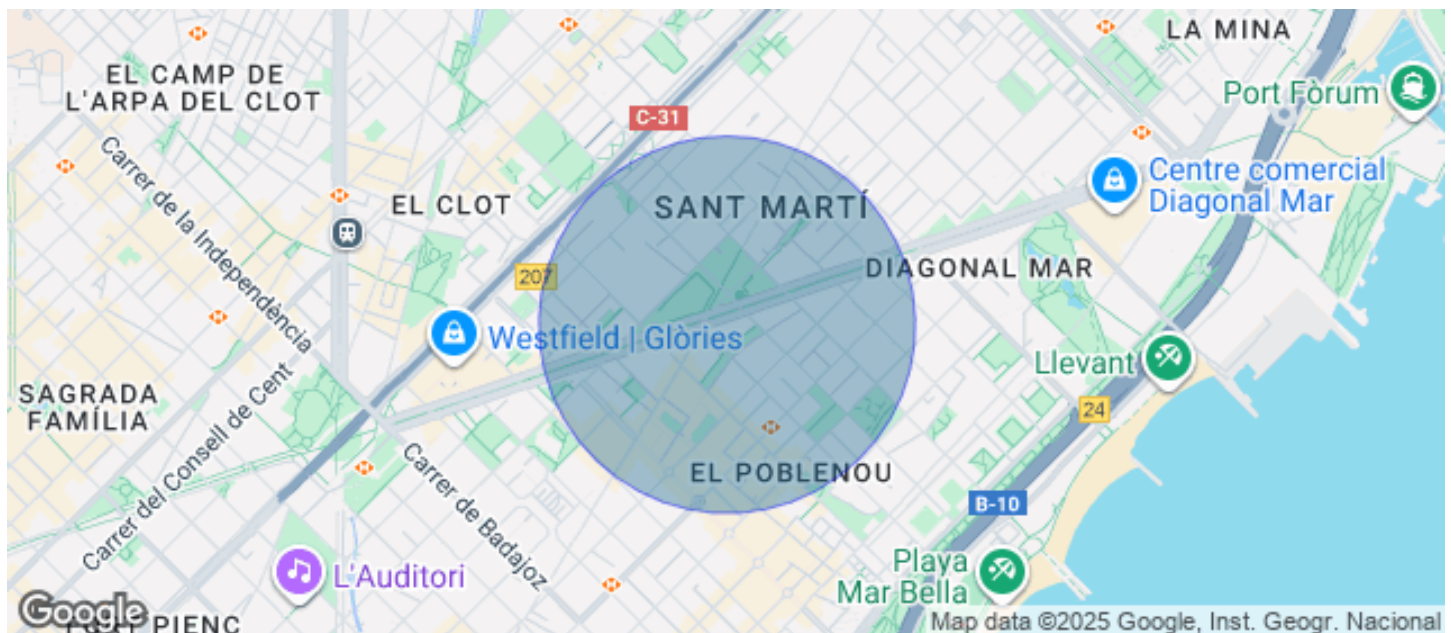 LA MINA
EL CAMP DE
L'ARPA DEL CLOT
Port Fòrum
C-31
Carrer de la Independència
Centre comercial
Diagonal Mar
EL CLOT
SANT MARTÍ
207
DIAGONAL MAR
Westfield | Glòries
Llevant
SAGRADA
FAMÍLIA
24
Carrer del Consell de Cent
EL POBLENOU
Carrer de Badajoz
B-10
Playa
Mar Bella
L'Auditori
Google
PIENC
Map data ©2025 Google, Inst. Geogr. Nacional